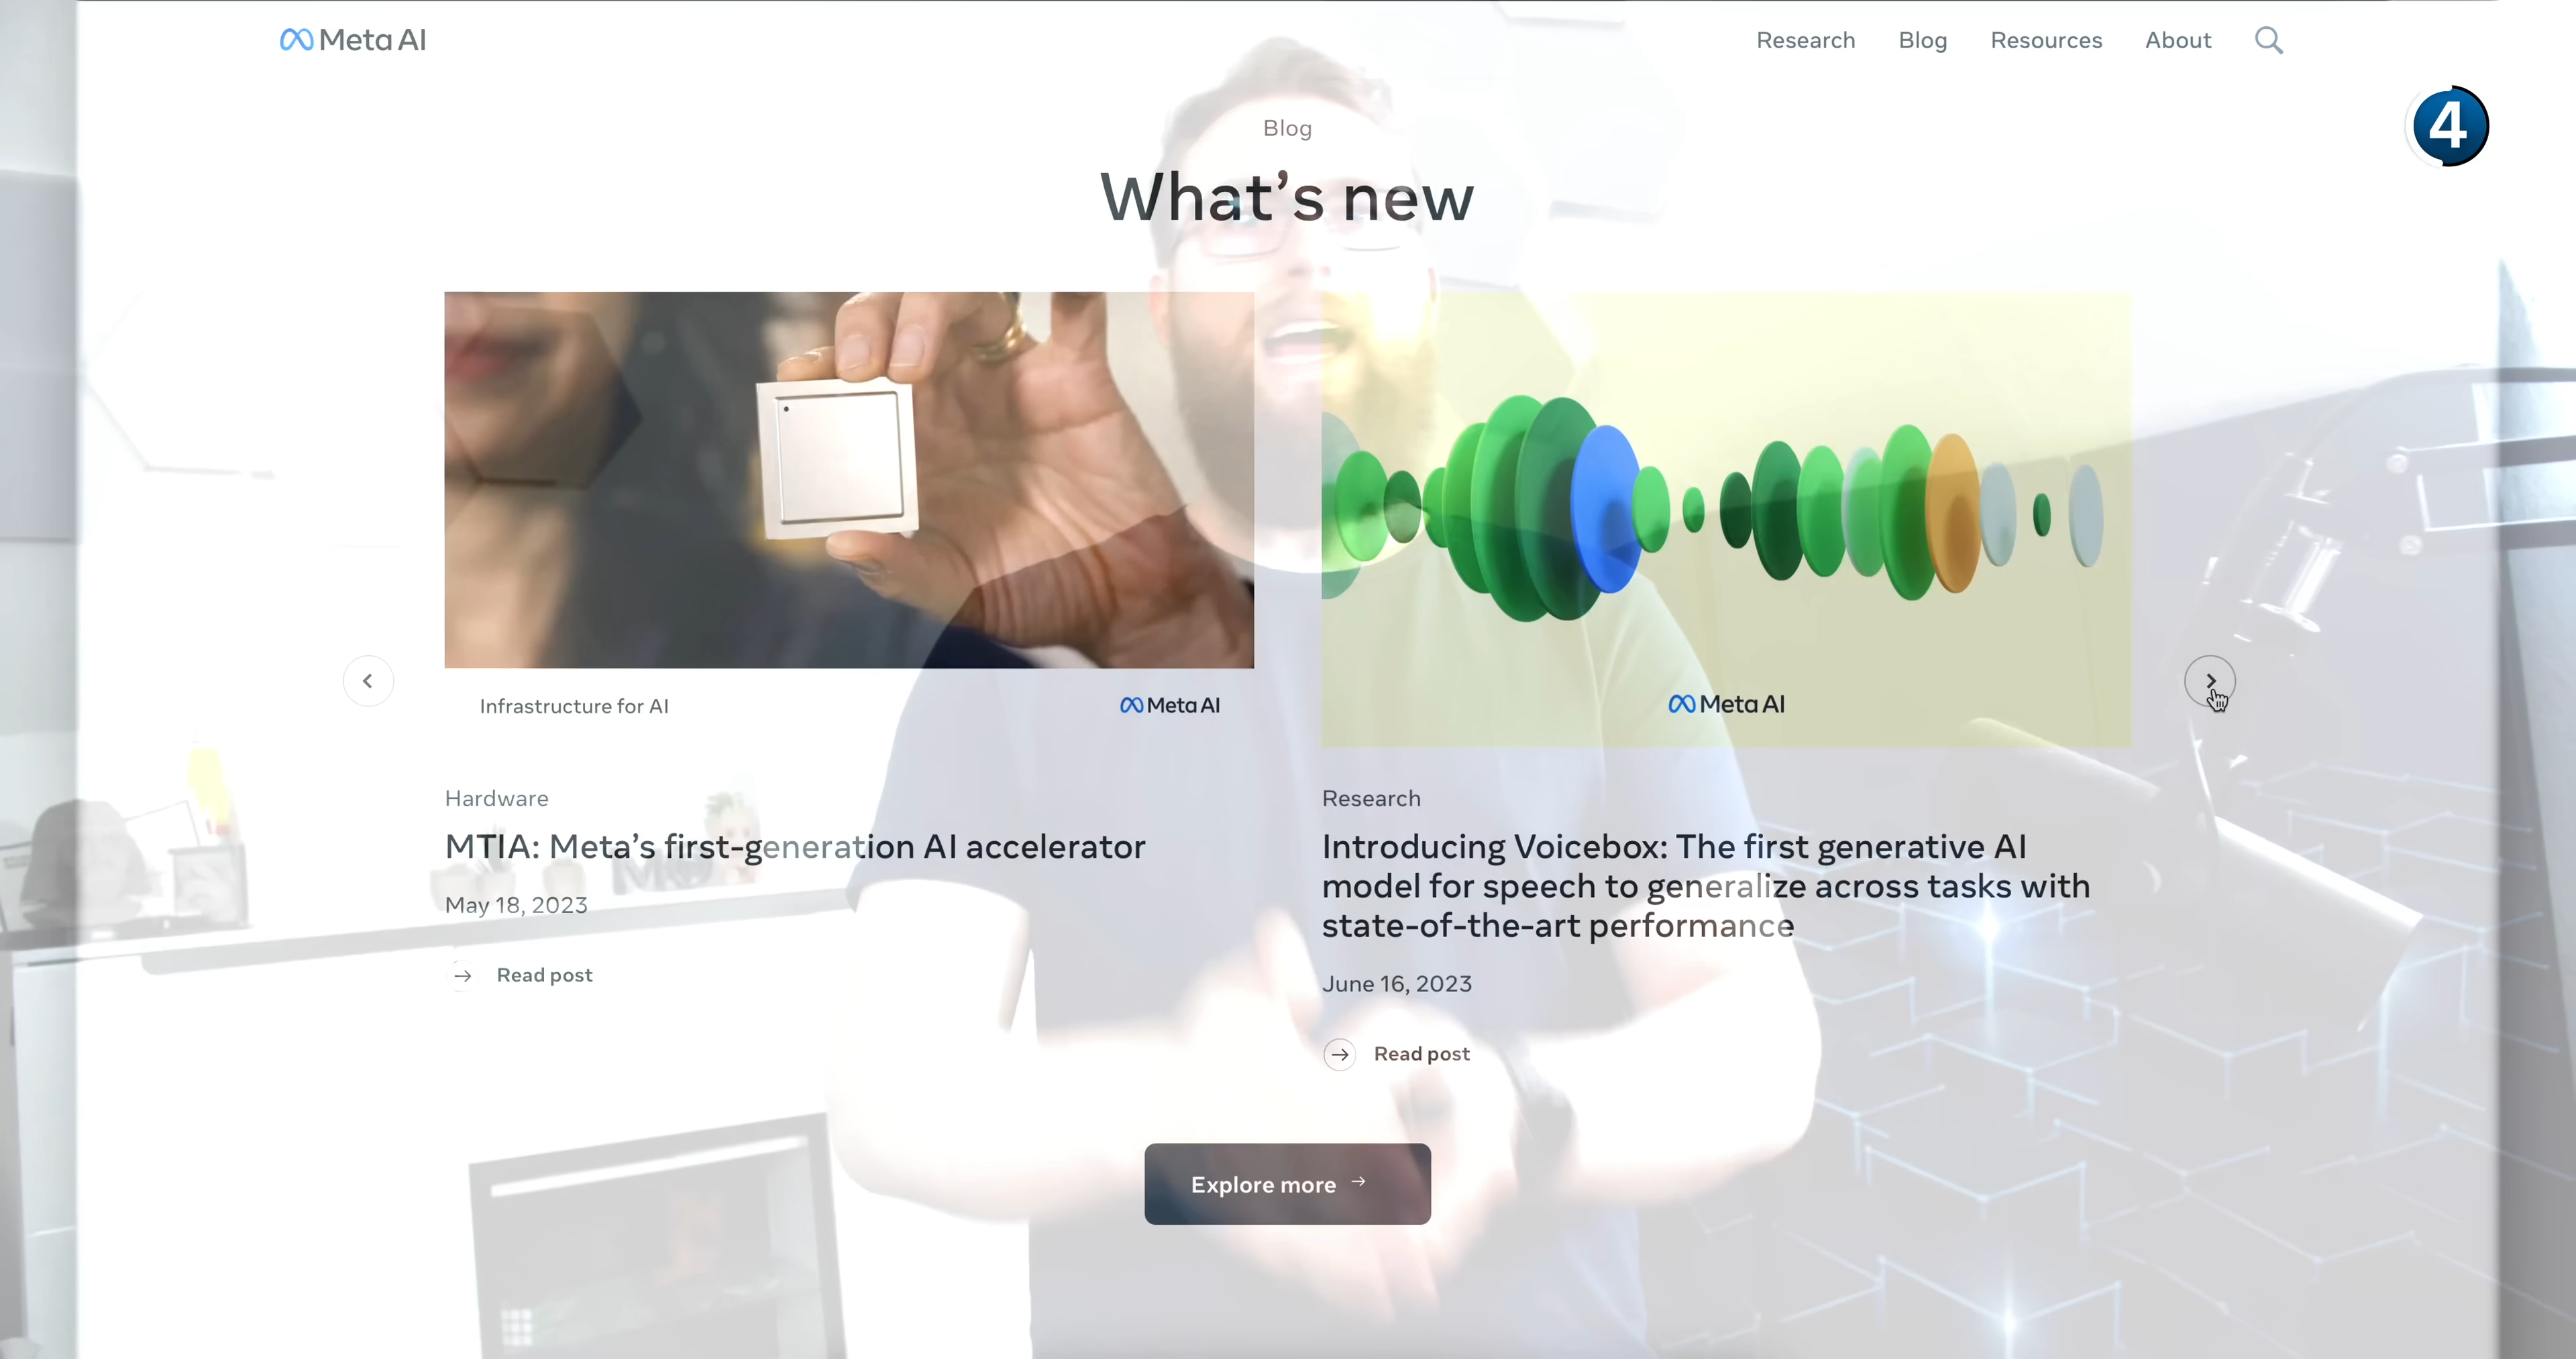 Meta AI
Research Blog Resources About
4
Blog
What's new
Infrastructure for AI
Meta AI
Meta AI
Hardware
MTIA: Meta's first-generation AI accelerator
May 18, 2023
Read post
Research
Introducing Voicebox: The first generative AI
model for speech to generalize across tasks with
state-of-the-art performance
June 16, 2023
Read post
Explore more